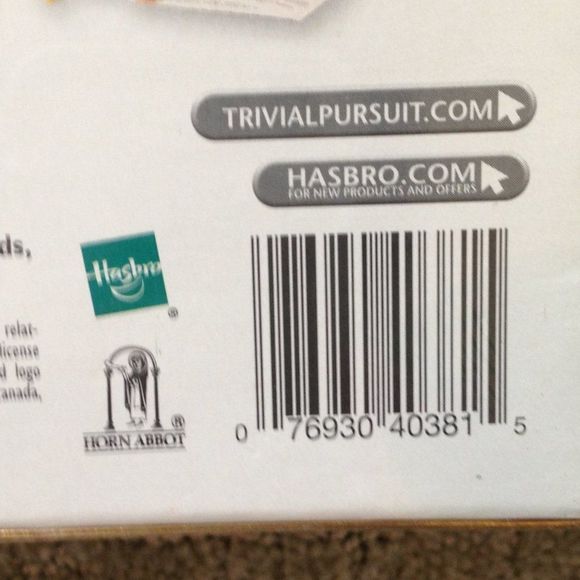 TRIVIALPURSUIT.COM
HASBRO.COM
FOR NEW PRODUCTS AND OFFERS
ds,
Hasbro
®
relat-
license
d logo
anada,
®
HORN ABBOT
0 76930 40381 5